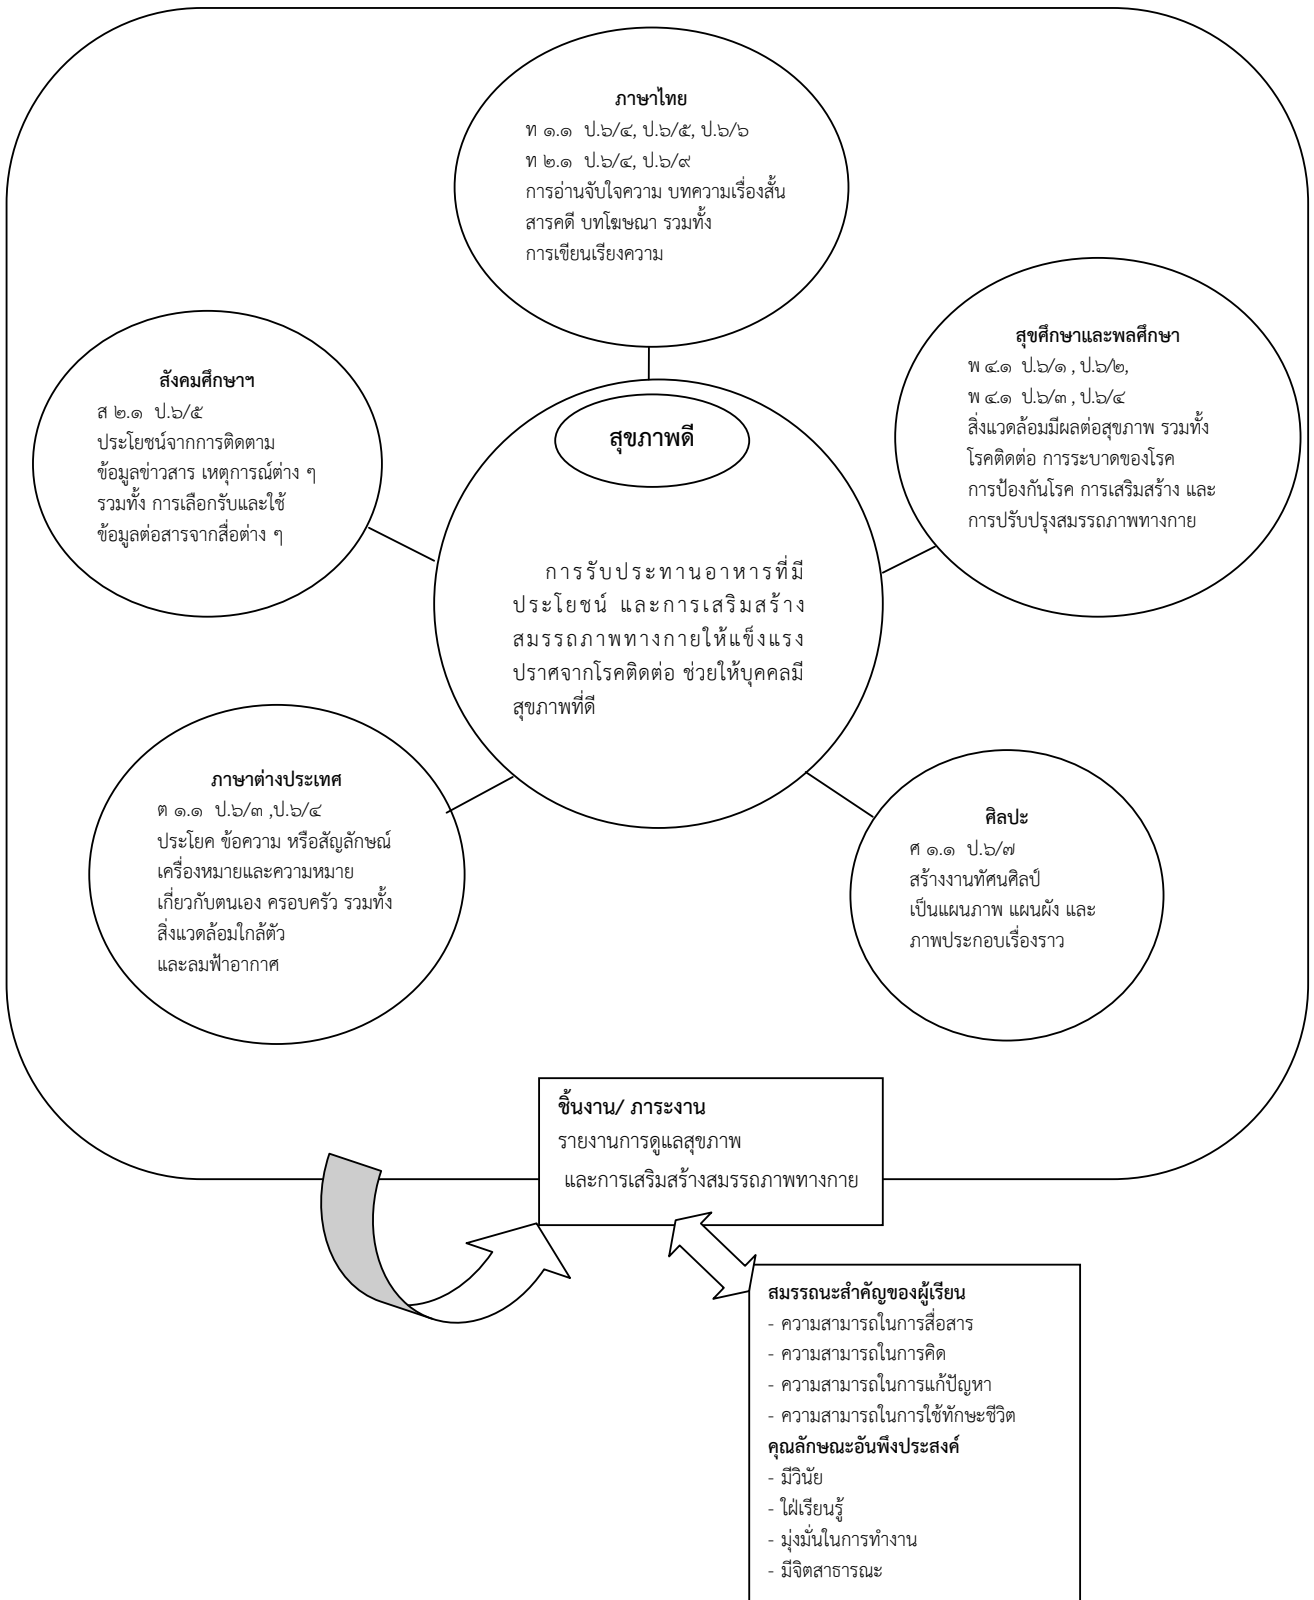 ภาษาไทย
ท ๑.๑ ป.๖/๔, ป.๖/๕, ป.๖/๖
ท ๒.๑ ป.๖/๔, ป.๖/๙
การอ่านจับใจความ บทความเรื่องสั้น
สารคดี บทโฆษณา รวมทั้ง
การเขียนเรียงความ
สุขศึกษาและพลศึกษา
พ ๔.๑ ป.๖/๑ , ป.๖/๒,
พ ๔.๑ ป.๖/๓ , ป.๖/๔
สิ่งแวดล้อมมีผลต่อสุขภาพ รวมทั้ง
โรคติดต่อ การระบาดของโรค
การป้องกันโรค การเสริมสร้าง และ
การปรับปรุงสมรรถภาพทางกาย
สังคมศึกษาฯ
ส ๒.๑ ป.๖/๕
ประโยชน์จากการติดตาม
ข้อมูลข่าวสาร เหตุการณ์ต่าง ๆ
รวมทั้ง การเลือกรับและใช้
ข้อมูลต่อสารจากสื่อต่าง ๆ
สุขภาพดี
การรับประทานอาหารที่มี
ประโยชน์ และการเสริมสร้าง
สมรรถภาพทางกายให้แข็งแรง
ปราศจากโรคติดต่อ ช่วยให้บุคคลมี
สุขภาพที่ดี
ภาษาต่างประเทศ
ต ๑.๑ ป.๖/๓ ,ป.๖/๔
ประโยค ข้อความ หรือสัญลักษณ์
เครื่องหมายและความหมาย
เกี่ยวกับตนเอง ครอบครัว รวมทั้ง
สิ่งแวดล้อมใกล้ตัว
และลมฟ้าอากาศ
ศิลปะ
ศ ๑.๑ ป.๖/๗
สร้างงานทัศนศิลป์
เป็นแผนภาพ แผนผัง และ
ภาพประกอบเรื่องราว
ชิ้นงาน/ ภาระงาน
รายงานการดูแลสุขภาพ
และการเสริมสร้างสมรรถภาพทางกาย
สมรรถนะสำคัญของผู้เรียน
- ความสามารถในการสื่อสาร
- ความสามารถในการคิด
- ความสามารถในการแก้ปัญหา
- ความสามารถในการใช้ทักษะชีวิต
คุณลักษณะอันพึงประสงค์
- มีวินัย
- ใฝ่เรียนรู้
- มุ่งมั่นในการทำงาน
- มีจิตสาธารณะ